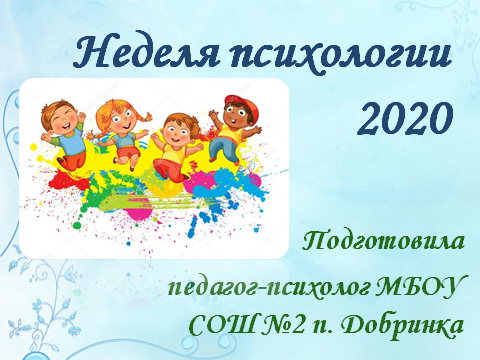 Неделя психологии
2020
Подготовила
педагог-психолог МБОУ
СОШ №2 п. Добринка